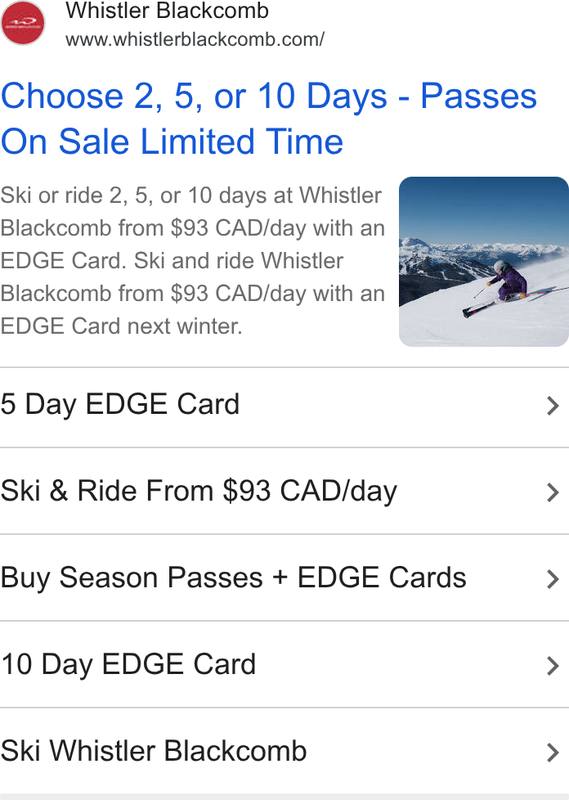 Whistler Blackcomb
www.whistlerblackcomb.com/
Choose 2, 5, or 10 Days - Passes
On Sale Limited Time
Ski or ride 2, 5, or 10 days at Whistler
Blackcomb from $93 CAD/day with an
EDGE Card. Ski and ride Whistler
Blackcomb from $93 CAD/day with an
EDGE Card next winter.
5 Day EDGE Card
Ski & Ride From $93 CAD/day
Buy Season Passes + EDGE Cards
10 Day EDGE Card
Ski Whistler Blackcomb